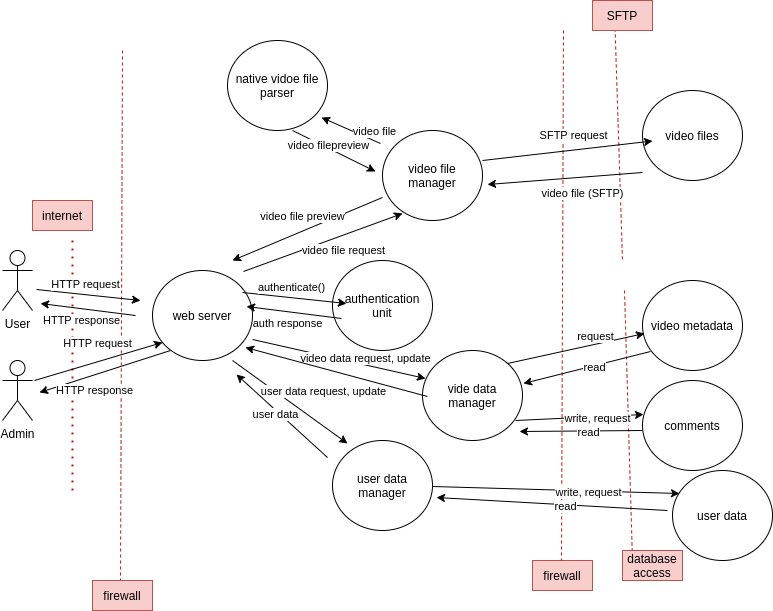 SFTP
native vidoe file
parser
video file
video filepreview
SFTP request
video files
video file
manager
video file (SFTP)
internet
video file preview
video file request
HTTP request
User
HTTP response
web server
authenticate()
authentication
unit
auth response
video metadata
request
read
HTTP request
Admin
HTTP response
video data request, update
vide data
manager
user data request, update
user data
write, request
read
comments
user data
manager
write, request
read
user data
database
access
firewall
firewall